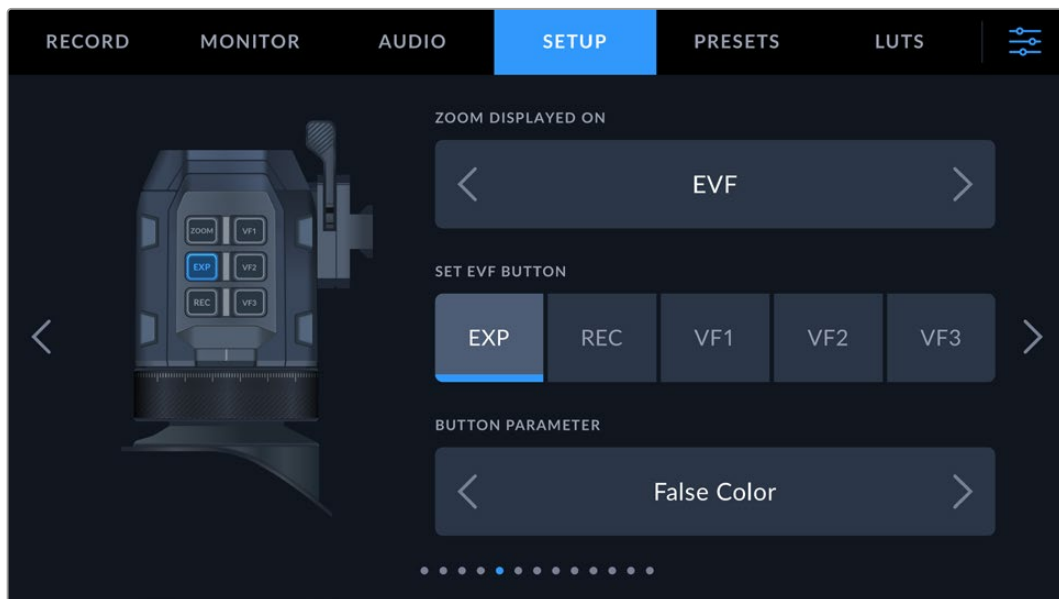 RECORD MONITOR AUDIO SETUP PRESETS LUTS
ZOOM DISPLAYED ON
EVF
ZOOM VF1
SET EVF BUTTON
EXP VF2
REC VF3
EXP REC VF1 VF2 VF3
BUTTON PARAMETER
False Color